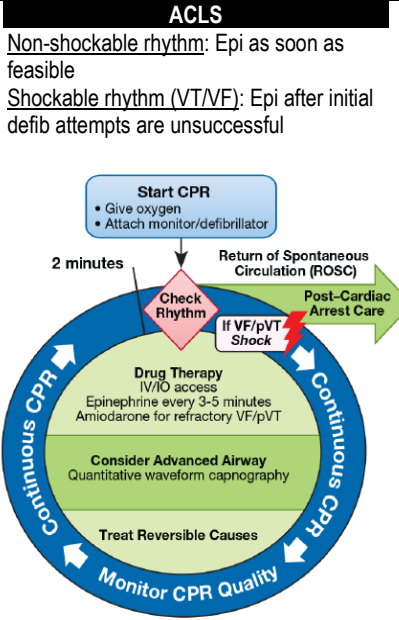 ACLS
Non-shockable rhythm: Epi as soon as
feasible
Shockable rhythm (VT/VF): Epi after initial
defib attempts are unsuccessful
Start CPR
• Give oxygen
• Attach monitor/defibrillator
2 minutes
Return of Spontaneous
Circulation (ROSC)
Check
Rhythm
Post–Cardiac
Arrest Care
If VF/pVT
Shock
Drug Therapy
IV/IO access
Epinephrine every 3-5 minutes
Amiodarone for refractory VF/pVT
Consider Advanced Airway
Quantitative waveform capnography
Treat Reversible Causes
Continuous CPR
Continuous CPR
Monitor CPR Quality